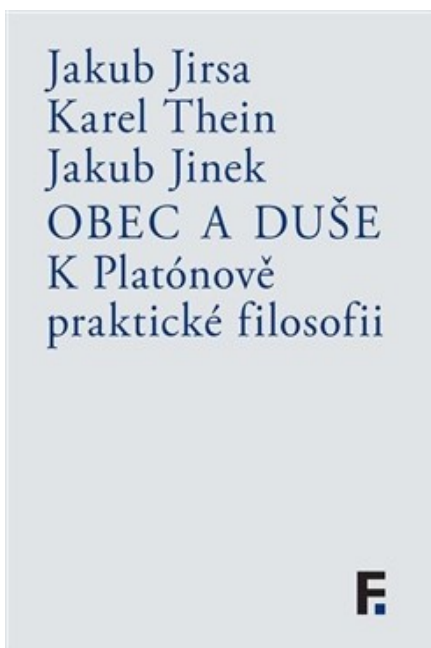 Jakub Jirsa
Karel Thein
Jakub Jinek
OBEC A DUŠE
K Platónově
praktické filosofii
F.